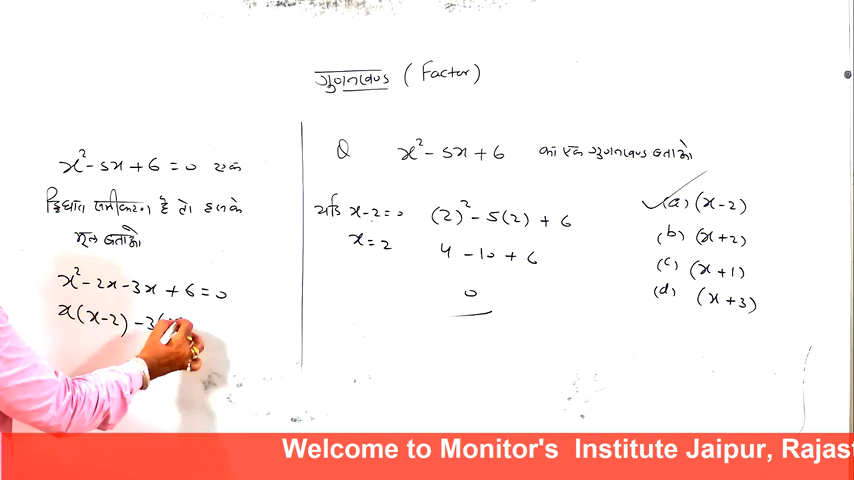 गुणनखण्ड (Factor)
x² - 5x + 6 = 0 एक
द्विघात समीकरण है तो इसके
मूल बताओ
x² - 2x - 3x + 6 = 0
x(x-2) - 3(
Q x² - 5x + 6 का एक गुणनखण्ड बताओ
यदि x-2=0 (2)² - 5(2) + 6
x = 2 4 - 10 + 6
0
(a) (x-2)
(b) (x+2)
(c) (x+1)
(d) (x+3)
Welcome to Monitor's Institute Jaipur, Rajast